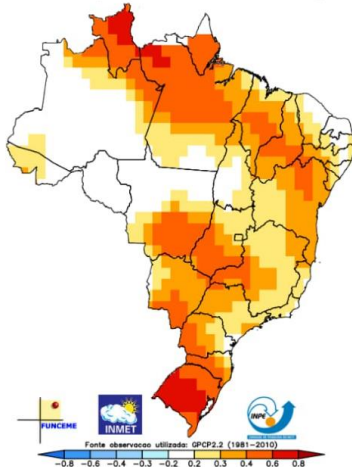 FUNCEME
INMET
INPE
Fonte observacao utilizada: GPCP2.2 (1981-2010)
-0.8 -0.6 -0.4 -0.3 -0.2 0.2 0.3 0.4 0.6 0.8